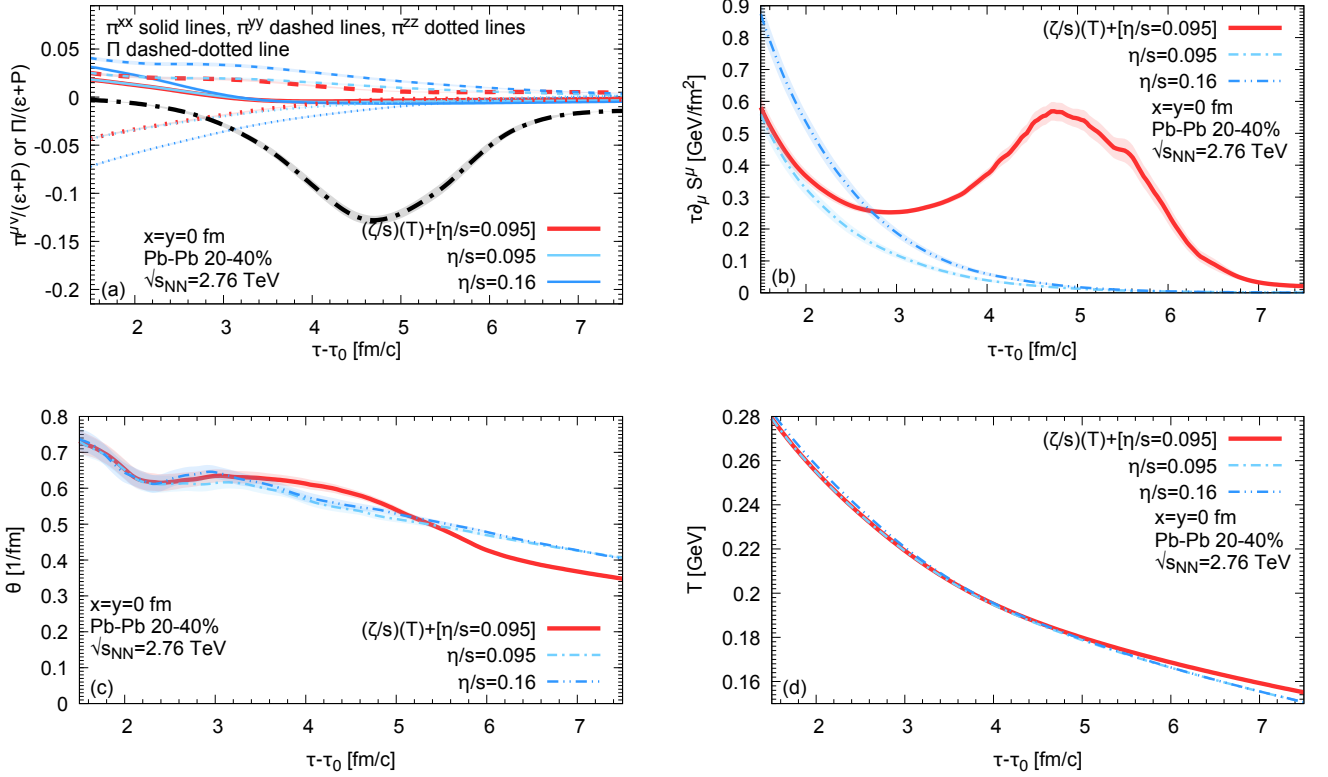 π^xx solid lines, π^yy dashed lines, π^zz dotted lines
Π dashed-dotted line
0.05
0
-0.05
-0.1
-0.15
-0.2
π^μν/(ε+P) or Π/(ε+P)
(ζ/s)(T)+[η/s=0.095]
η/s=0.095
η/s=0.16
x=y=0 fm
Pb-Pb 20-40%
√s_NN=2.76 TeV
(a)
2 3 4 5 6 7
τ-τ_0 [fm/c]
0.9
0.8
0.7
0.6
0.5
0.4
0.3
0.2
0.1
0
τ∂_μ S^μ [GeV/fm^2]
(ζ/s)(T)+[η/s=0.095]
η/s=0.095
η/s=0.16
x=y=0 fm
Pb-Pb 20-40%
√s_NN=2.76 TeV
(b)
2 3 4 5 6 7
τ-τ_0 [fm/c]
0.8
0.7
0.6
0.5
0.4
0.3
0.2
0.1
0
θ [1/fm]
x=y=0 fm
Pb-Pb 20-40%
√s_NN=2.76 TeV
(ζ/s)(T)+[η/s=0.095]
η/s=0.095
η/s=0.16
(c)
2 3 4 5 6 7
τ-τ_0 [fm/c]
0.28
0.26
0.24
0.22
0.2
0.18
0.16
T [GeV]
(ζ/s)(T)+[η/s=0.095]
η/s=0.095
η/s=0.16
x=y=0 fm
Pb-Pb 20-40%
√s_NN=2.76 TeV
(d)
2 3 4 5 6 7
τ-τ_0 [fm/c]